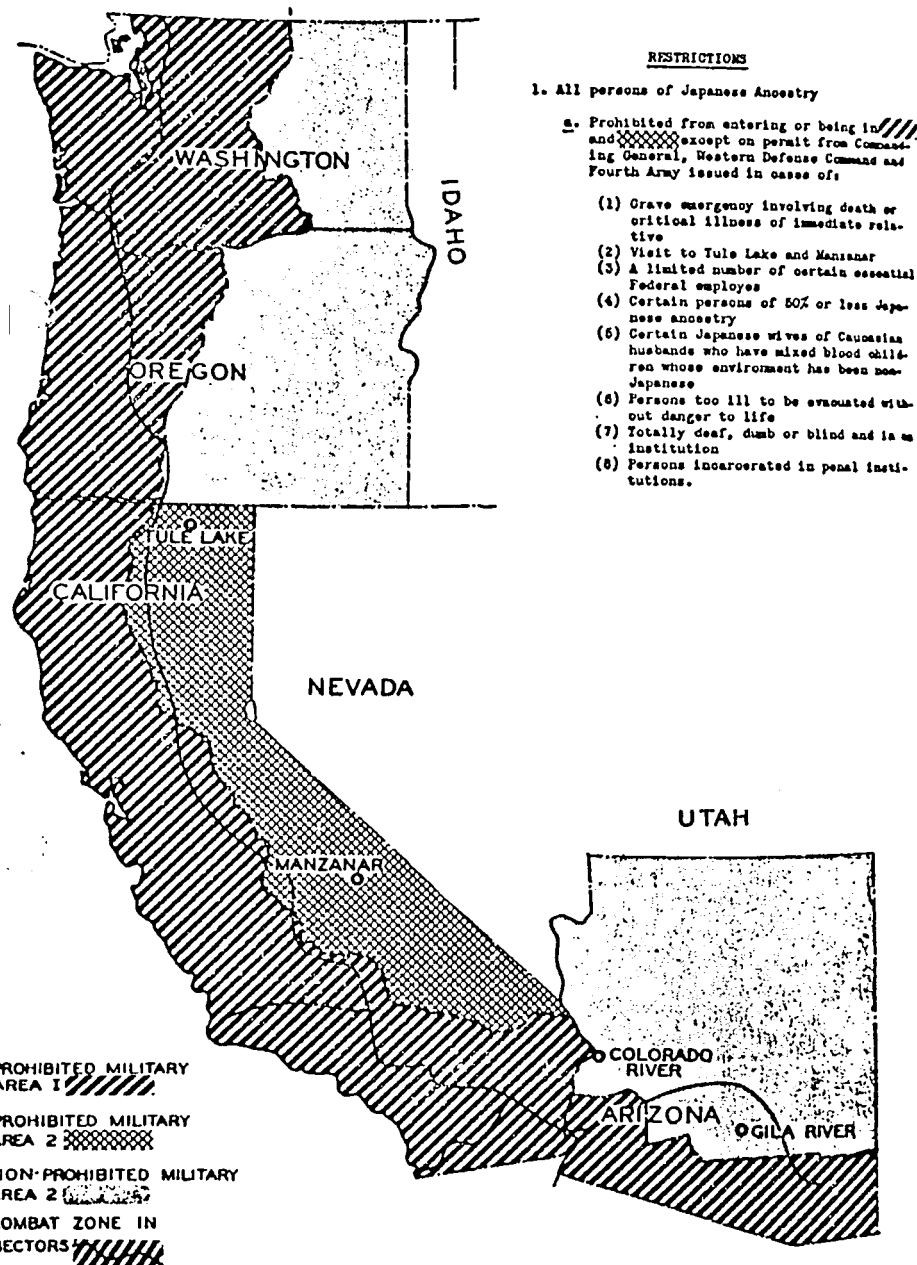 RESTRICTIONS
1. All persons of Japanese Ancestry
a. Prohibited from entering or being in
and except on permit from Command-
ing General, Western Defense Command and
Fourth Army issued in cases of:
(1) Grave emergency involving death or
critical illness of immediate rela-
tive
(2) Visit to Tule Lake and Manzanar
(3) A limited number of certain essential
Federal employes
(4) Certain persons of 50% or less Japa-
nese ancestry
(5) Certain Japanese wives of Caucasian
husbands who have mixed blood child-
ren whose environment has been non-
Japanese
(6) Persons too ill to be evacuated with-
out danger to life
(7) Totally deaf, dumb or blind and in an
institution
(8) Persons incarcerated in penal insti-
tutions.
WASHINGTON
IDAHO
OREGON
TULE LAKE
CALIFORNIA
NEVADA
UTAH
MANZANAR
COLORADO
RIVER
ARIZONA
GILA RIVER
PROHIBITED MILITARY
AREA 1
PROHIBITED MILITARY
AREA 2
NON-PROHIBITED MILITARY
AREA 2
COMBAT ZONE IN
SECTORS